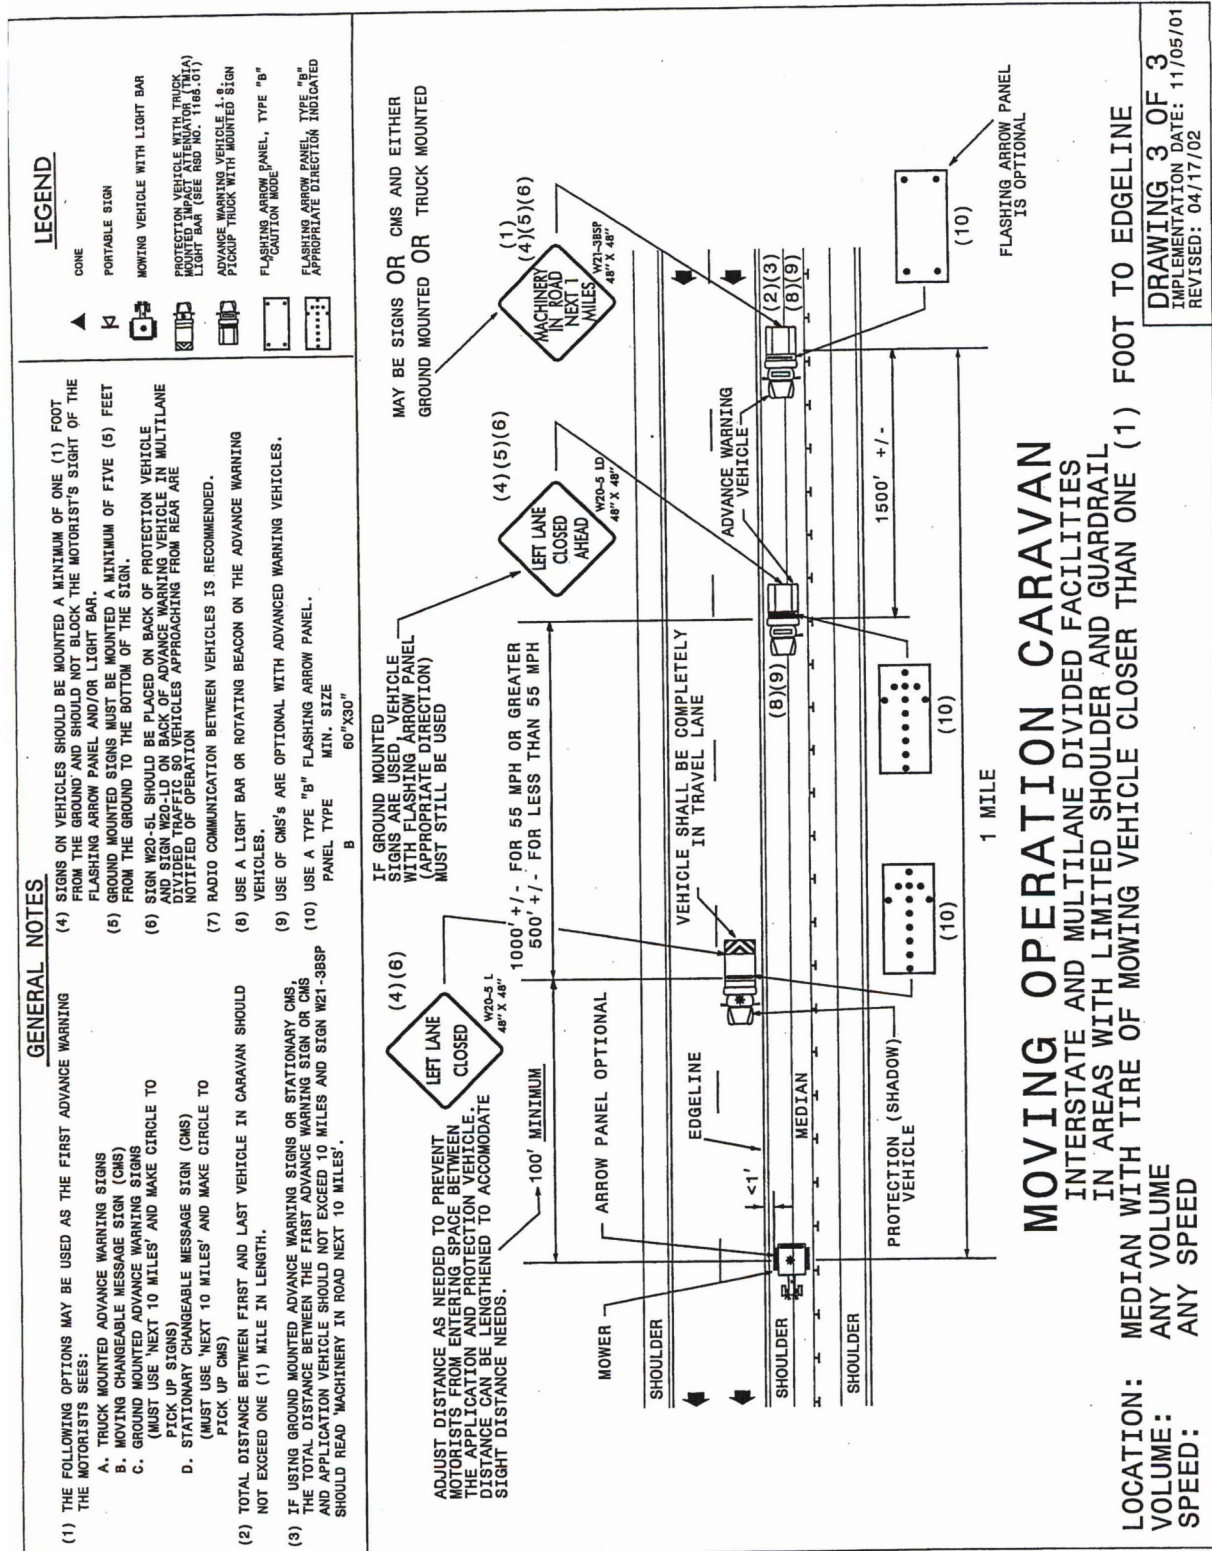 GENERAL NOTES
(1) THE FOLLOWING OPTIONS MAY BE USED AS THE FIRST ADVANCE WARNING
THE MOTORISTS SEES:
A. TRUCK MOUNTED ADVANCE WARNING SIGNS
B. MOVING CHANGEABLE MESSAGE SIGN (CMS)
C. GROUND MOUNTED ADVANCE WARNING SIGNS
(MUST USE 'NEXT 10 MILES' AND MAKE CIRCLE TO
PICK UP SIGNS)
D. STATIONARY CHANGEABLE MESSAGE SIGN (CMS)
(MUST USE 'NEXT 10 MILES' AND MAKE CIRCLE TO
PICK UP CMS)
(2) TOTAL DISTANCE BETWEEN FIRST AND LAST VEHICLE IN CARAVAN SHOULD
NOT EXCEED ONE (1) MILE IN LENGTH.
(3) IF USING GROUND MOUNTED ADVANCE WARNING SIGNS OR STATIONARY CMS,
THE TOTAL DISTANCE BETWEEN THE FIRST ADVANCE WARNING SIGN OR CMS
AND APPLICATION VEHICLE SHOULD NOT EXCEED 10 MILES AND SIGN W21-3BSP
SHOULD READ 'MACHINERY IN ROAD NEXT 10 MILES'.
(4) SIGNS ON VEHICLES SHOULD BE MOUNTED A MINIMUM OF ONE (1) FOOT
FROM THE GROUND AND SHOULD NOT BLOCK THE MOTORIST'S SIGHT OF THE
FLASHING ARROW PANEL AND/OR LIGHT BAR.
(5) GROUND MOUNTED SIGNS MUST BE MOUNTED A MINIMUM OF FIVE (5) FEET
FROM THE GROUND TO THE BOTTOM OF THE SIGN.
(6) SIGN W20-5L SHOULD BE PLACED ON BACK OF PROTECTION VEHICLE
AND SIGN W20-LD ON BACK OF ADVANCE WARNING VEHICLE IN MULTILANE
DIVIDED TRAFFIC SO VEHICLES APPROACHING FROM REAR ARE
NOTIFIED OF OPERATION
(7) RADIO COMMUNICATION BETWEEN VEHICLES IS RECOMMENDED.
(8) USE A LIGHT BAR OR ROTATING BEACON ON THE ADVANCE WARNING
VEHICLES.
(9) USE OF CMS's ARE OPTIONAL WITH ADVANCED WARNING VEHICLES.
(10) USE A TYPE "B" FLASHING ARROW PANEL.
PANEL TYPE MIN. SIZE
B 60"X30"
LEGEND
CONE
PORTABLE SIGN
MOWING VEHICLE WITH LIGHT BAR
PROTECTION VEHICLE WITH TRUCK
MOUNTED IMPACT ATTENUATOR (TMIA)
LIGHT BAR (SEE RSD NO. 1165.01)
ADVANCE WARNING VEHICLE i.e.
PICKUP TRUCK WITH MOUNTED SIGN
FLASHING ARROW PANEL, TYPE "B"
"CAUTION MODE"
FLASHING ARROW PANEL, TYPE "B"
APPROPRIATE DIRECTION INDICATED
ADJUST DISTANCE AS NEEDED TO PREVENT
MOTORISTS FROM ENTERING SPACE BETWEEN
THE APPLICATION AND PROTECTION VEHICLE.
DISTANCE CAN BE LENGTHENED TO ACCOMODATE
SIGHT DISTANCE NEEDS.
LEFT LANE
CLOSED
(4)(6)
W20-5 L
48" X 48"
IF GROUND MOUNTED
SIGNS ARE USED, VEHICLE
WITH FLASHING ARROW PANEL
(APPROPRIATE DIRECTION)
MUST STILL BE USED
LEFT LANE
CLOSED
AHEAD
(4)(5)(6)
W20-5 LD
48" X 48"
MAY BE SIGNS OR CMS AND EITHER
GROUND MOUNTED OR TRUCK MOUNTED
MACHINERY
IN ROAD
NEXT 1
MILES
(1)
(4)(5)(6)
W21-3BSP
48" X 48"
100' MINIMUM
1000' +/- FOR 55 MPH OR GREATER
500' +/- FOR LESS THAN 55 MPH
MOWER
ARROW PANEL OPTIONAL
SHOULDER
EDGELINE
<1'
VEHICLE SHALL BE COMPLETELY
IN TRAVEL LANE
ADVANCE WARNING
VEHICLE
SHOULDER
MEDIAN
(8)(9)
(2)(3)
(8)(9)
SHOULDER
PROTECTION (SHADOW)
VEHICLE
(10)
(10)
(10)
FLASHING ARROW PANEL
IS OPTIONAL
1500' +/-
1 MILE
MOVING OPERATION CARAVAN
INTERSTATE AND MULTILANE DIVIDED FACILITIES
IN AREAS WITH LIMITED SHOULDER AND GUARDRAIL
LOCATION: MEDIAN WITH TIRE OF MOWING VEHICLE CLOSER THAN ONE (1) FOOT TO EDGELINE
VOLUME: ANY VOLUME
SPEED: ANY SPEED
DRAWING 3 OF 3
IMPLEMENTATION DATE: 11/05/01
REVISED: 04/17/02